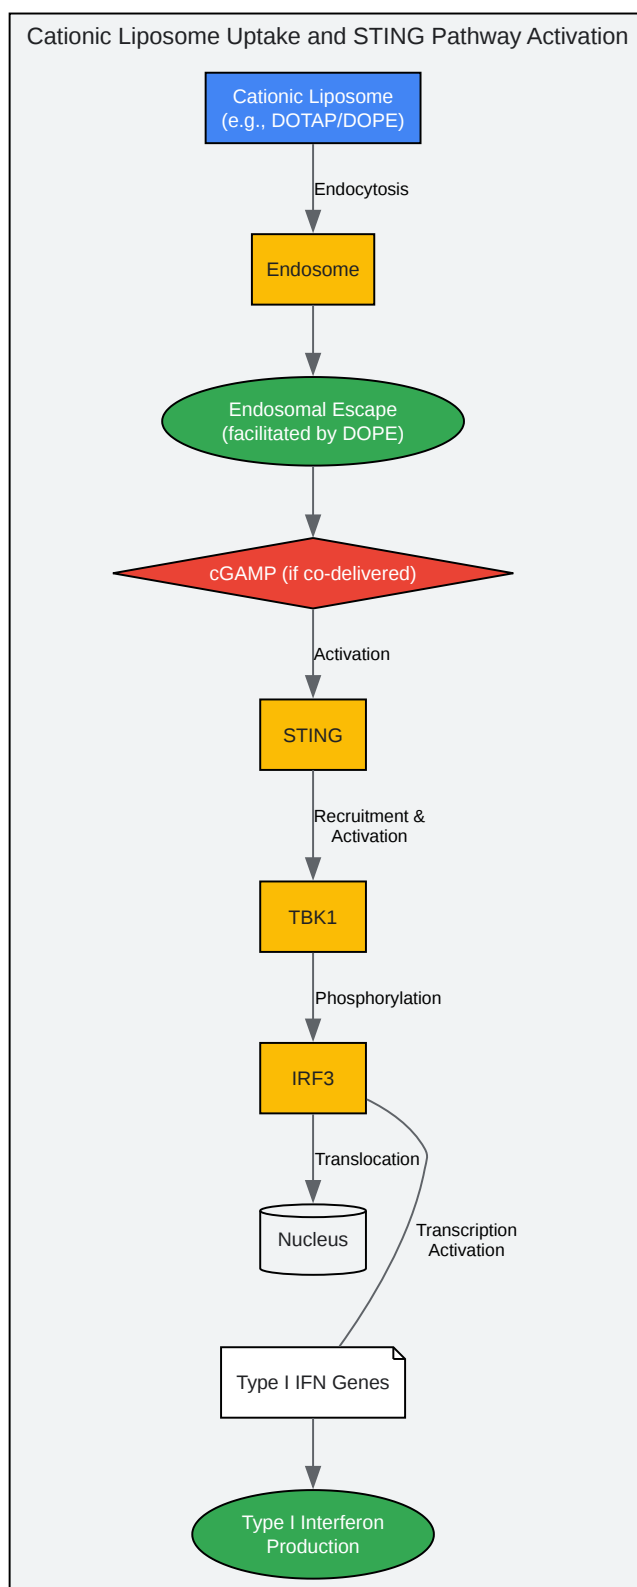 Cationic Liposome Uptake and STING Pathway Activation
Cationic Liposome
(e.g., DOTAP/DOPE)
Endocytosis
Endosome
Endosomal Escape
(facilitated by DOPE)
cGAMP (if co-delivered)
Activation
STING
Recruitment &
Activation
TBK1
Phosphorylation
IRF3
Translocation
Nucleus
Transcription
Activation
Type I IFN Genes
Type I Interferon
Production